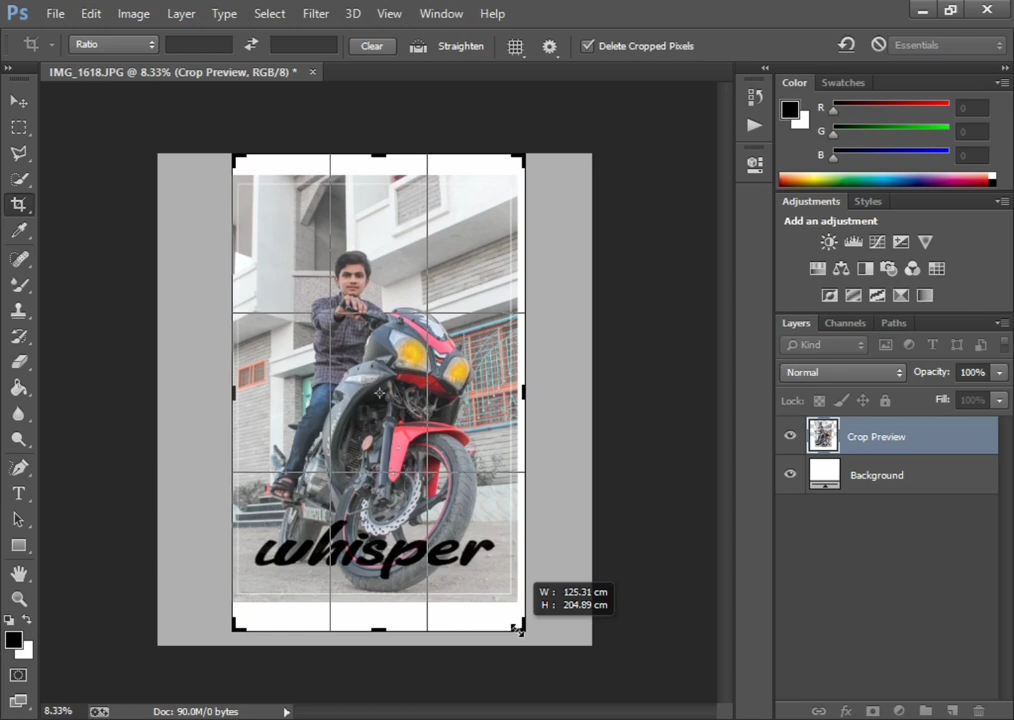 Ps File Edit Image Layer Type Select Filter 3D View Window Help
Ratio Clear Straighten Delete Cropped Pixels Essentials
IMG_1618.JPG @ 8.33% (Crop Preview, RGB/8) * ×
Color Swatches
R 0
G 0
B 0
Adjustments Styles
Add an adjustment
Layers Channels Paths
Kind
Normal Opacity: 100%
Lock: Fill: 100%
Crop Preview
Background
whisper
W : 125.31 cm
H : 204.89 cm
8.33% Doc: 90.0M/0 bytes